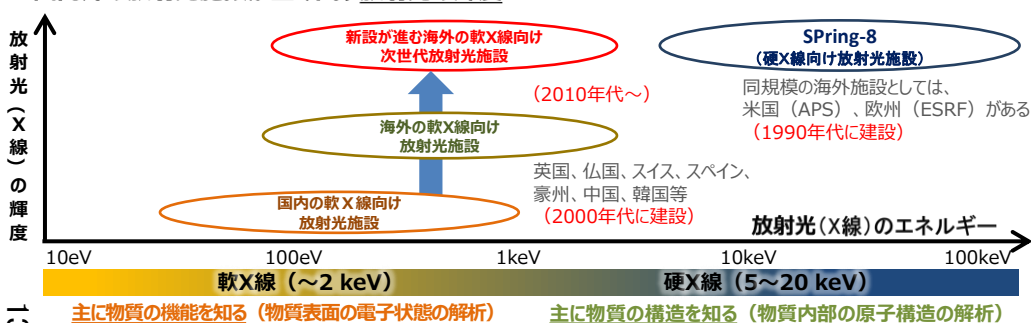 放射光（X線）の輝度
新設が進む海外の軟X線向け
次世代放射光施設
SPring-8
（硬X線向け放射光施設）
（2010年代～）
同規模の海外施設としては、
米国（APS）、欧州（ESRF）がある
（1990年代に建設）
海外の軟X線向け
放射光施設
英国、仏国、スイス、スペイン、
豪州、中国、韓国等
（2000年代に建設）
国内の軟Ｘ線向け
放射光施設
放射光(X線)のエネルギー
10eV 100eV 1keV 10keV 100keV
軟X線（～2 keV） 硬X線（5～20 keV）
主に物質の機能を知る（物質表面の電子状態の解析） 主に物質の構造を知る（物質内部の原子構造の解析）